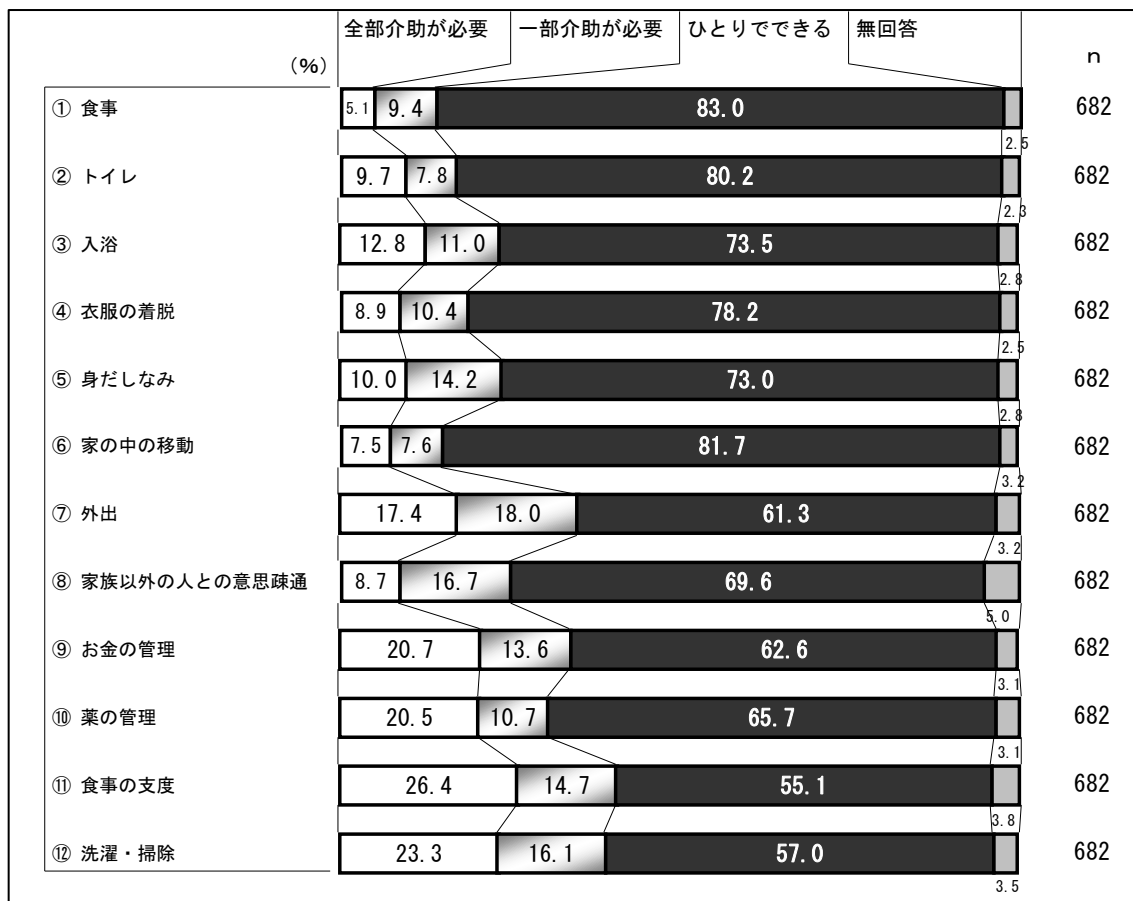 全部介助が必要 一部介助が必要 ひとりでできる 無回答
(%) n
① 食事 5.1 9.4 83.0 682
2.5
② トイレ 9.7 7.8 80.2 682
2.3
③ 入浴 12.8 11.0 73.5 682
2.8
④ 衣服の着脱 8.9 10.4 78.2 682
2.5
⑤ 身だしなみ 10.0 14.2 73.0 682
2.8
⑥ 家の中の移動 7.5 7.6 81.7 682
3.2
⑦ 外出 17.4 18.0 61.3 682
3.2
⑧ 家族以外の人との意思疎通 8.7 16.7 69.6 682
5.0
⑨ お金の管理 20.7 13.6 62.6 682
3.1
⑩ 薬の管理 20.5 10.7 65.7 682
3.1
⑪ 食事の支度 26.4 14.7 55.1 682
3.8
⑫ 洗濯・掃除 23.3 16.1 57.0 682
3.5